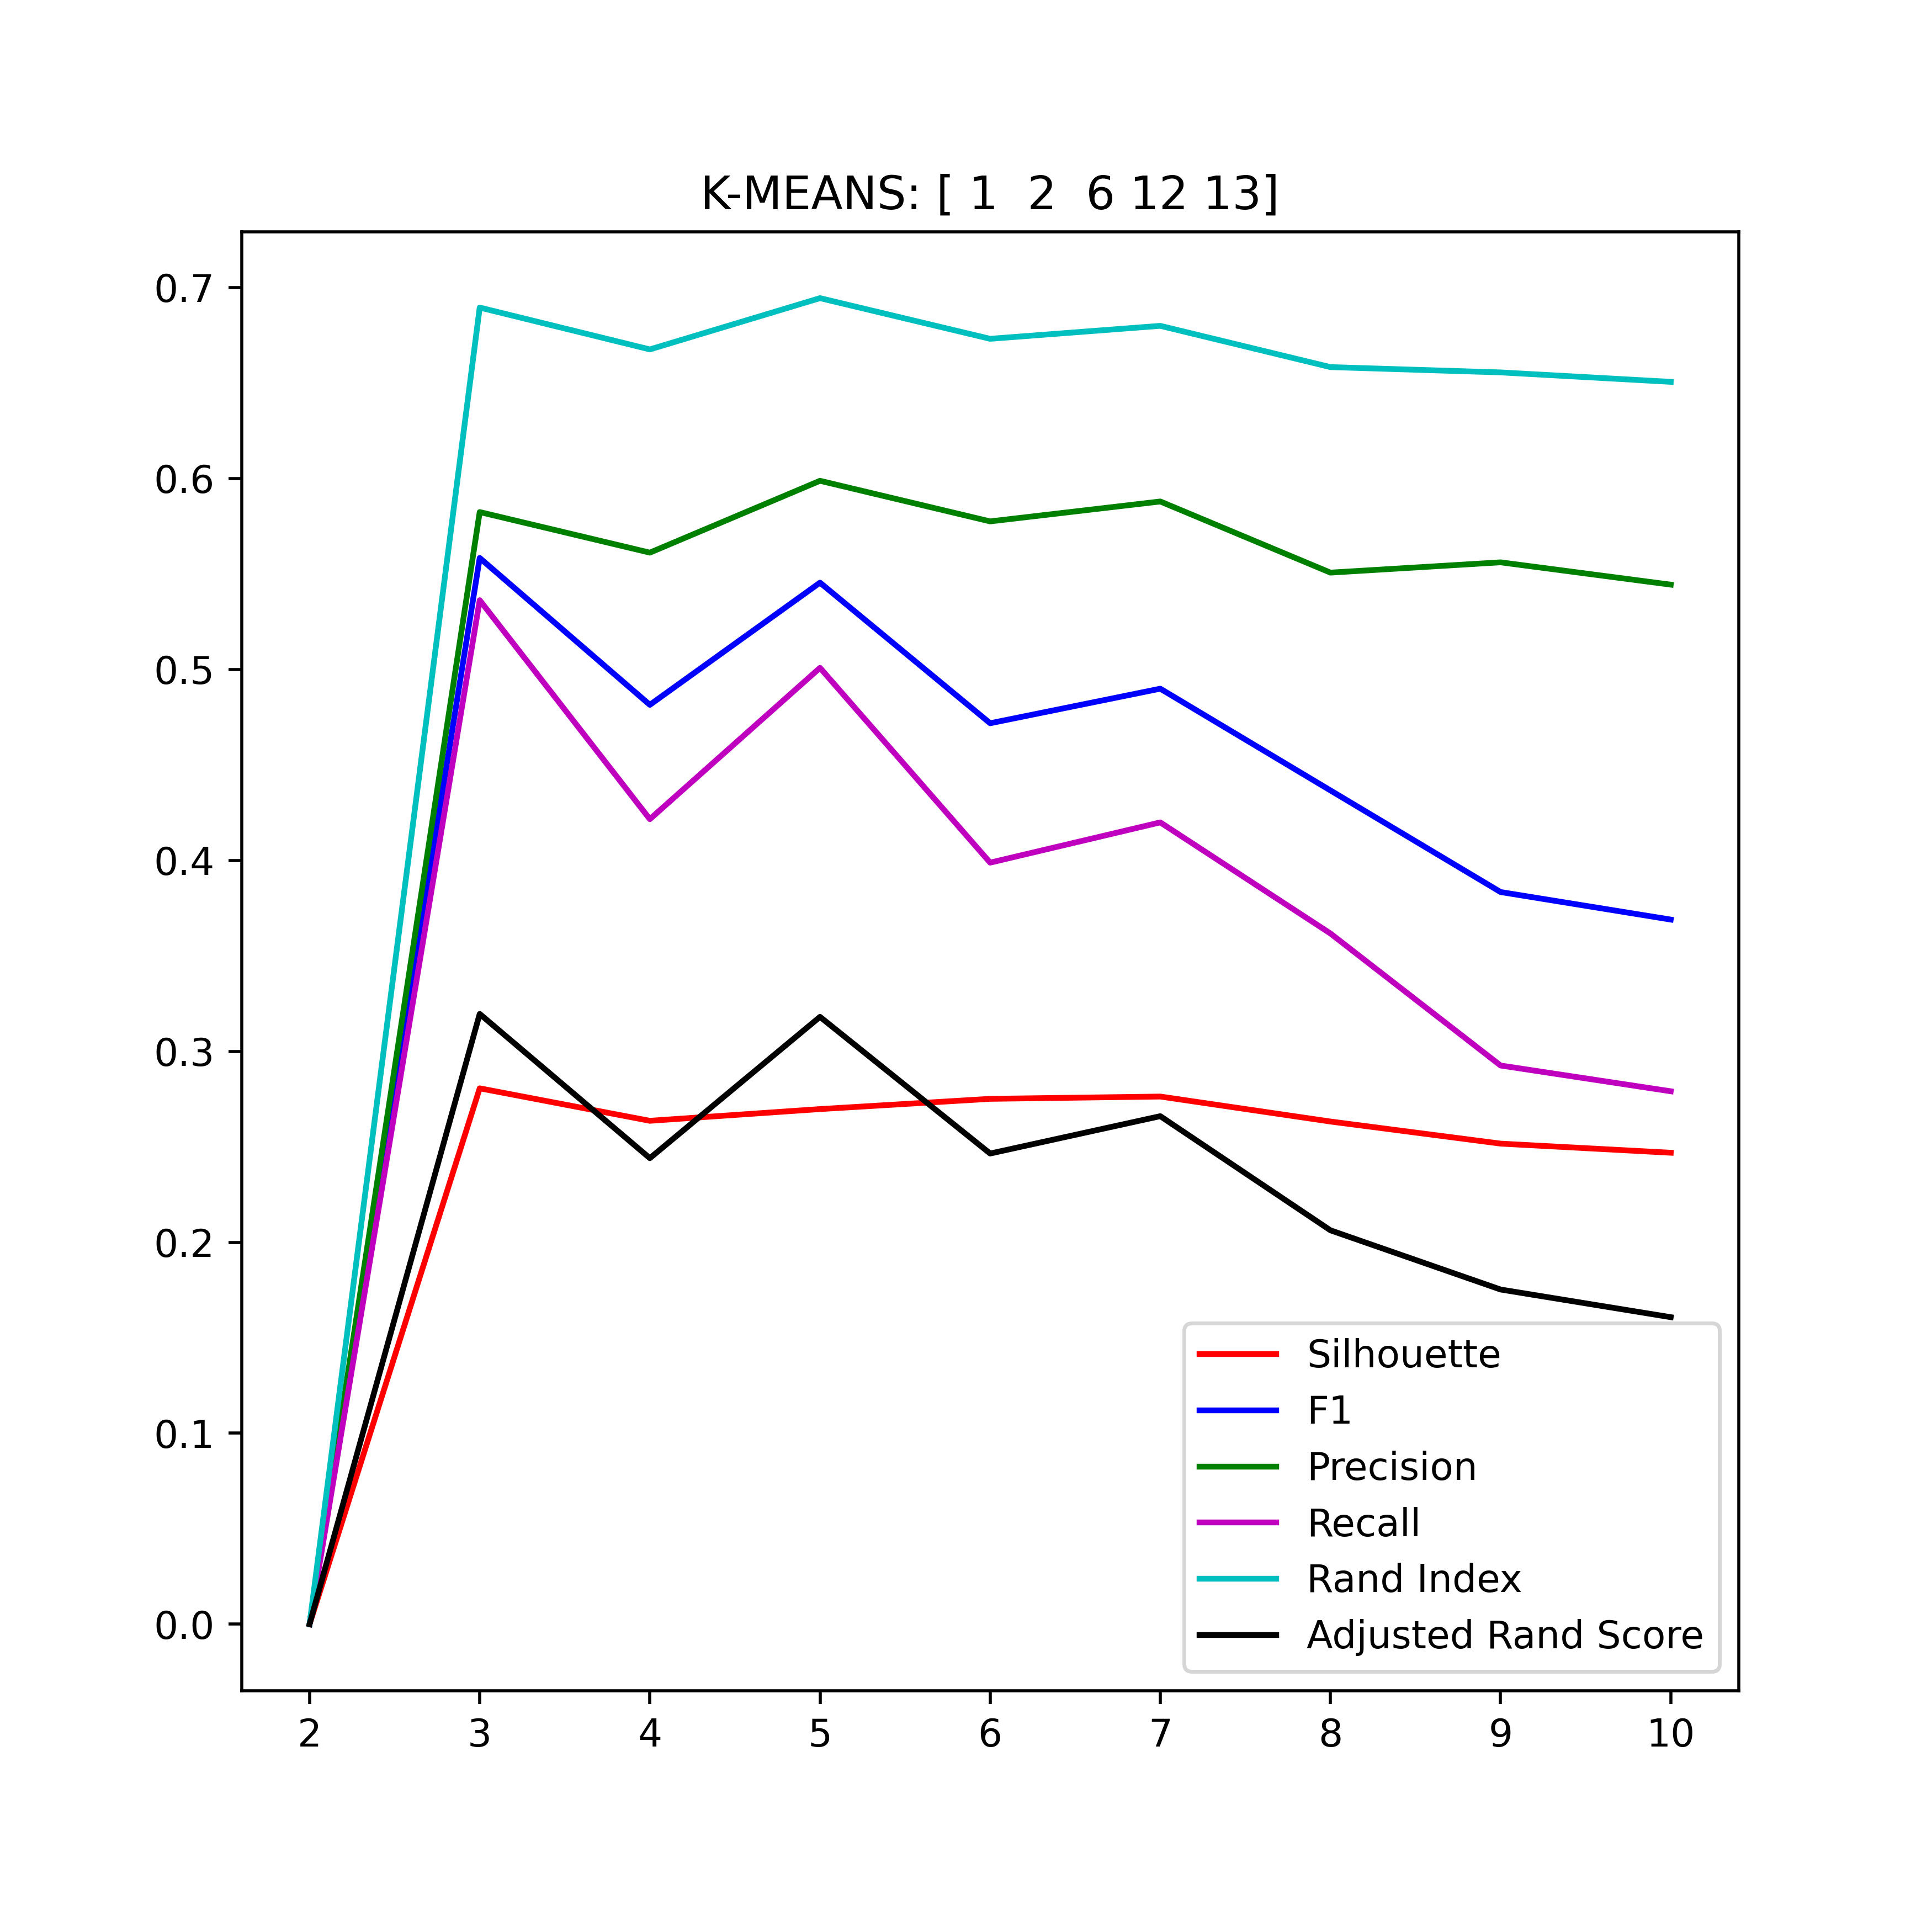 K-MEANS: [ 1  2  6 12 13]
0.7
0.6
0.5
0.4
0.3
0.2
0.1
0.0
Silhouette
F1
Precision
Recall
Rand Index
Adjusted Rand Score
2 3 4 5 6 7 8 9 10